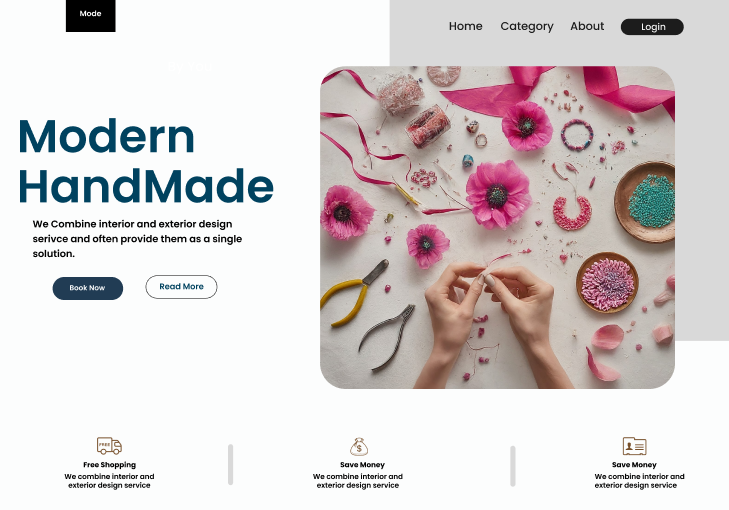 Mode
Home Category About Login
Modern
HandMade
We Combine interior and exterior design
serivce and often provide them as a single
solution.
Book Now Read More
FREE
$
Free Shopping
We combine interior and
exterior design service
Save Money
We combine interior and
exterior design service
Save Money
We combine interior and
exterior design service